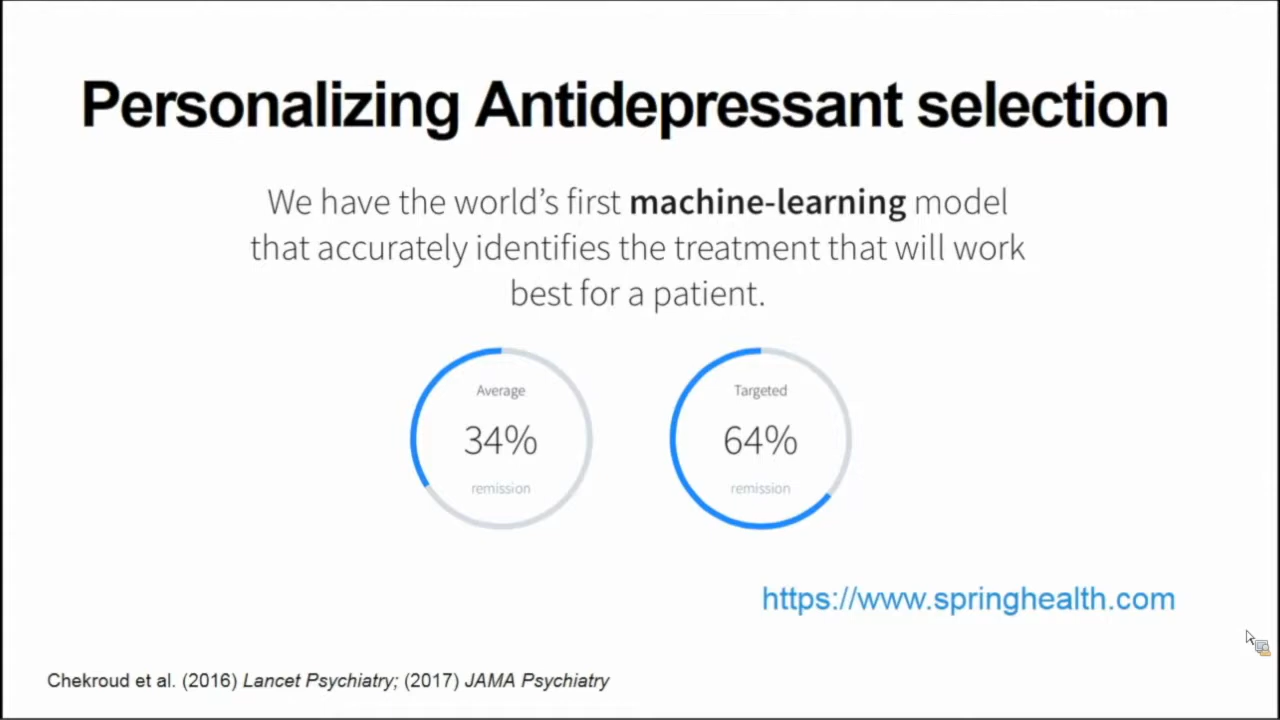 Personalizing Antidepressant selection
We have the world’s first machine-learning model
that accurately identifies the treatment that will work
best for a patient.
Average
34%
remission
Targeted
64%
remission
https://www.springhealth.com
Chekroud et al. (2016) Lancet Psychiatry; (2017) JAMA Psychiatry